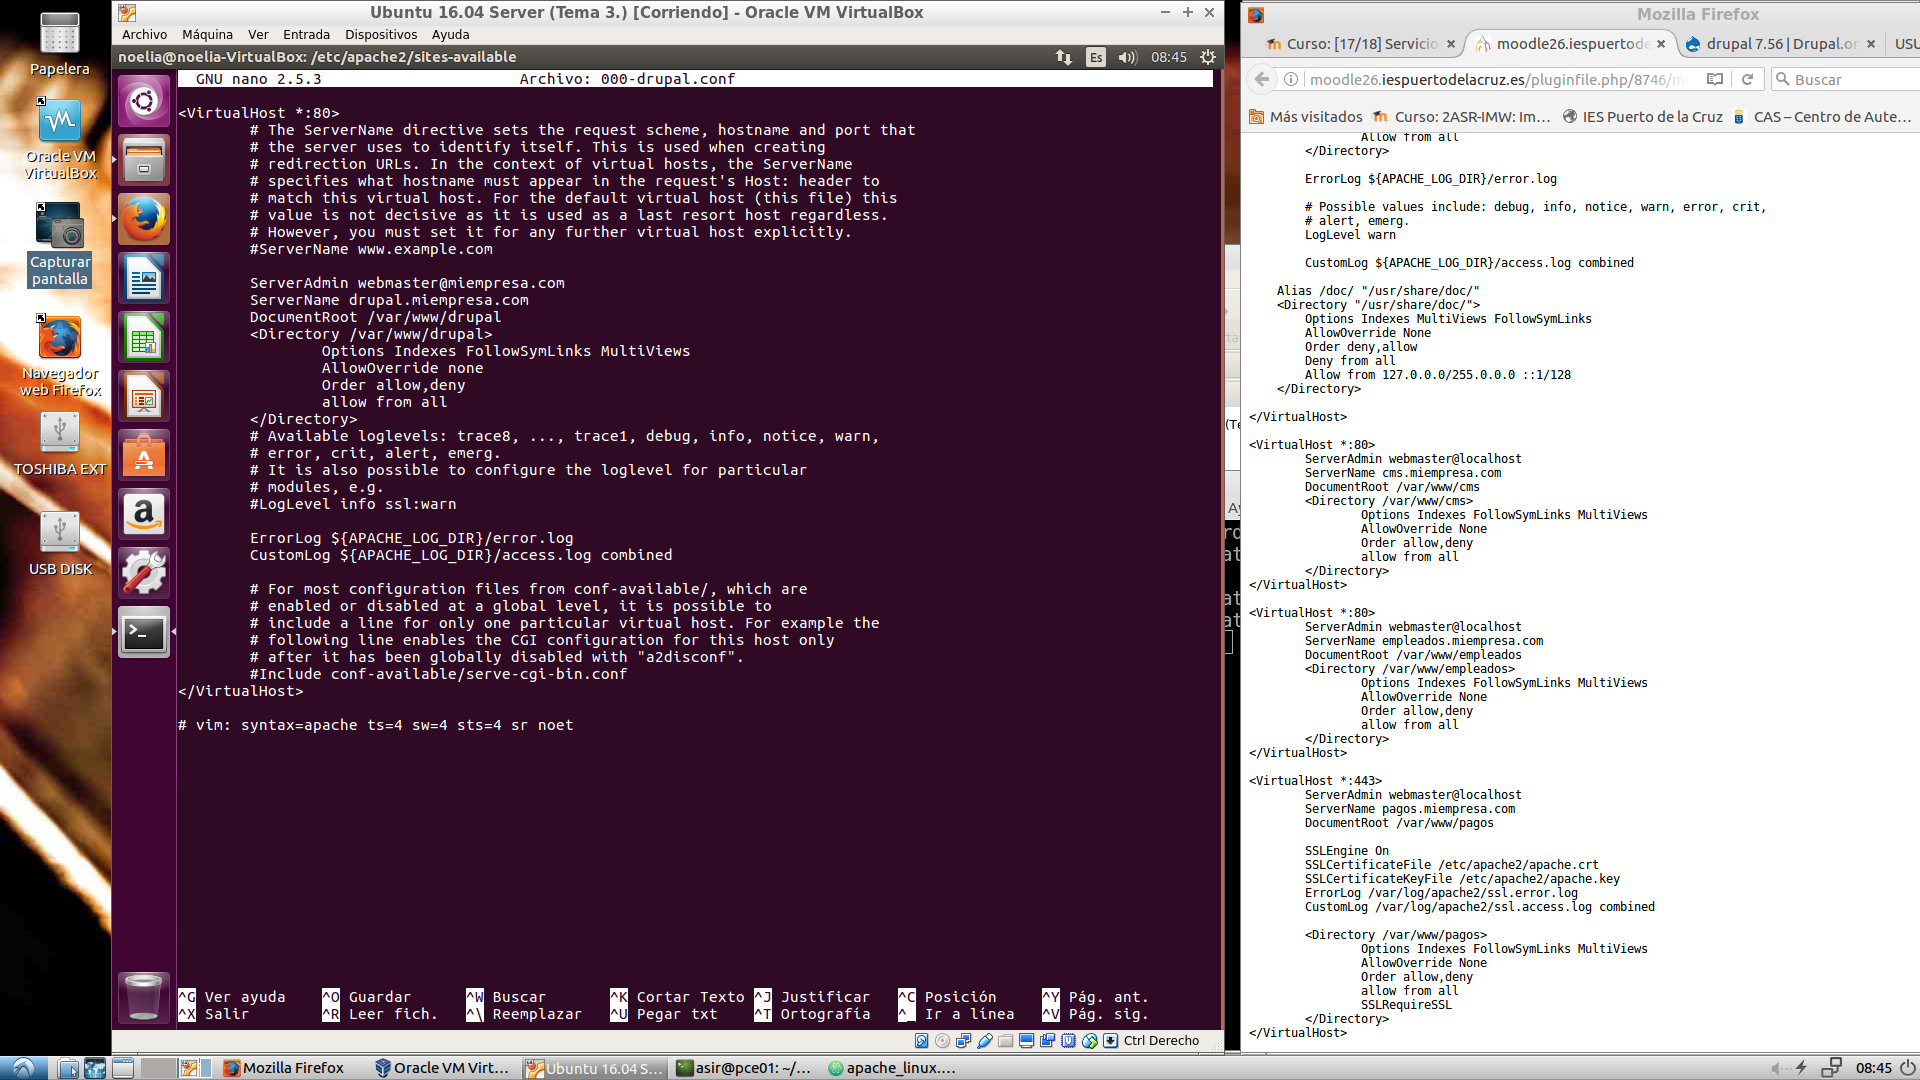 Papelera
Oracle VM
VirtualBox
Capturar
pantalla
Navegador
web Firefox
TOSHIBA EXT
USB DISK
Ubuntu 16.04 Server (Tema 3.) [Corriendo] - Oracle VM VirtualBox
Archivo Máquina Ver Entrada Dispositivos Ayuda
noelia@noelia-VirtualBox: /etc/apache2/sites-available
Es 08:45
GNU nano 2.5.3 Archivo: 000-drupal.conf
<VirtualHost *:80>
# The ServerName directive sets the request scheme, hostname and port that
# the server uses to identify itself. This is used when creating
# redirection URLs. In the context of virtual hosts, the ServerName
# specifies what hostname must appear in the request's Host: header to
# match this virtual host. For the default virtual host (this file) this
# value is not decisive as it is used as a last resort host regardless.
# However, you must set it for any further virtual host explicitly.
#ServerName www.example.com
ServerAdmin webmaster@miempresa.com
ServerName drupal.miempresa.com
DocumentRoot /var/www/drupal
<Directory /var/www/drupal>
Options Indexes FollowSymLinks MultiViews
AllowOverride none
Order allow,deny
allow from all
</Directory>
# Available loglevels: trace8, ..., trace1, debug, info, notice, warn,
# error, crit, alert, emerg.
# It is also possible to configure the loglevel for particular
# modules, e.g.
#LogLevel info ssl:warn
ErrorLog ${APACHE_LOG_DIR}/error.log
CustomLog ${APACHE_LOG_DIR}/access.log combined
# For most configuration files from conf-available/, which are
# enabled or disabled at a global level, it is possible to
# include a line for only one particular virtual host. For example the
# following line enables the CGI configuration for this host only
# after it has been globally disabled with "a2disconf".
#Include conf-available/serve-cgi-bin.conf
</VirtualHost>
# vim: syntax=apache ts=4 sw=4 sts=4 sr noet
^G Ver ayuda ^O Guardar ^W Buscar ^K Cortar Texto ^J Justificar ^C Posición ^Y Pág. ant.
^X Salir ^R Leer fich. ^\ Reemplazar ^U Pegar txt ^T Ortografía ^_ Ir a línea ^V Pág. sig.
Ctrl Derecho
Mozilla Firefox
Curso: [17/18] Servicio moodle26.iespuertode drupal 7.56 | Drupal.or USU
moodle26.iespuertodelacruz.es/pluginfile.php/8746/m Buscar
Más visitados Curso: 2ASR-IMW: Im... IES Puerto de la Cruz CAS – Centro de Aute...
Allow from all
</Directory>
ErrorLog ${APACHE_LOG_DIR}/error.log
# Possible values include: debug, info, notice, warn, error, crit,
# alert, emerg.
LogLevel warn
CustomLog ${APACHE_LOG_DIR}/access.log combined
Alias /doc/ "/usr/share/doc/"
<Directory "/usr/share/doc/">
Options Indexes MultiViews FollowSymLinks
AllowOverride None
Order deny,allow
Deny from all
Allow from 127.0.0.0/255.0.0.0 ::1/128
</Directory>
</VirtualHost>
<VirtualHost *:80>
ServerAdmin webmaster@localhost
ServerName cms.miempresa.com
DocumentRoot /var/www/cms
<Directory /var/www/cms>
Options Indexes FollowSymLinks MultiViews
AllowOverride None
Order allow,deny
allow from all
</Directory>
</VirtualHost>
<VirtualHost *:80>
ServerAdmin webmaster@localhost
ServerName empleados.miempresa.com
DocumentRoot /var/www/empleados
<Directory /var/www/empleados>
Options Indexes FollowSymLinks MultiViews
AllowOverride None
Order allow,deny
allow from all
</Directory>
</VirtualHost>
<VirtualHost *:443>
ServerAdmin webmaster@localhost
ServerName pagos.miempresa.com
DocumentRoot /var/www/pagos
SSLEngine On
SSLCertificateFile /etc/apache2/apache.crt
SSLCertificateKeyFile /etc/apache2/apache.key
ErrorLog /var/log/apache2/ssl.error.log
CustomLog /var/log/apache2/ssl.access.log combined
<Directory /var/www/pagos>
Options Indexes FollowSymLinks MultiViews
AllowOverride None
Order allow,deny
allow from all
SSLRequireSSL
</Directory>
</VirtualHost>
Mozilla Firefox Oracle VM Virt... Ubuntu 16.04 S... asir@pce01: ~/... apache_linux.... 08:45